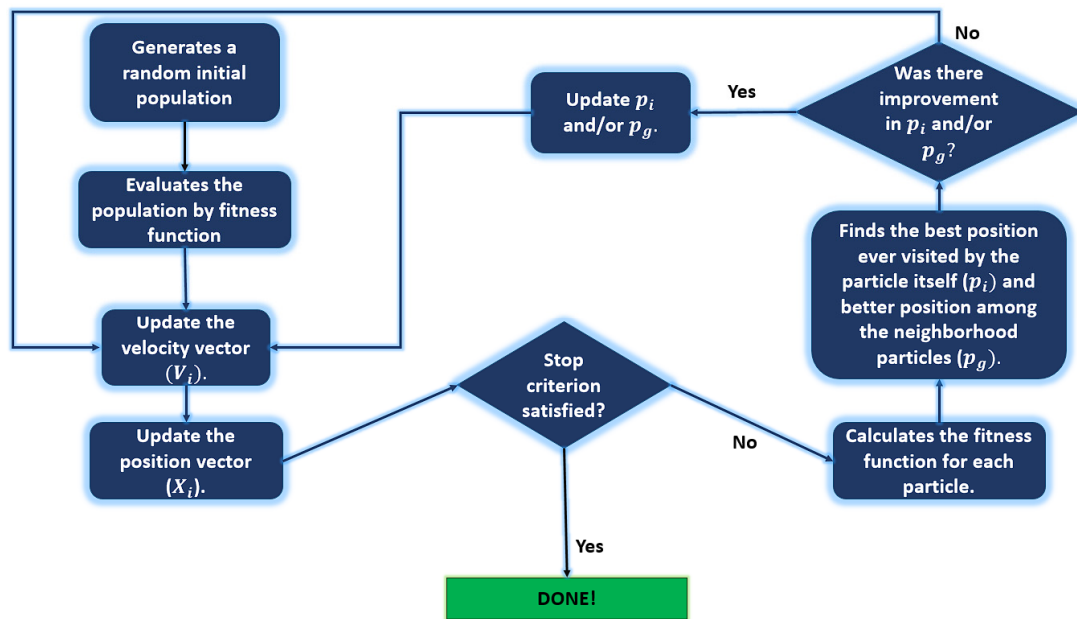 Generates a
random initial
population
Evaluates the
population by fitness
function
Update the
velocity vector
(V_i).
Update the
position vector
(X_i).
Stop
criterion
satisfied?
Yes
DONE!
No
Calculates the fitness
function for each
particle.
Finds the best position
ever visited by the
particle itself (p_i) and
better position among
the neighborhood
particles (p_g).
Was there
improvement
in p_i and/or
p_g?
No
Yes
Update p_i
and/or p_g.